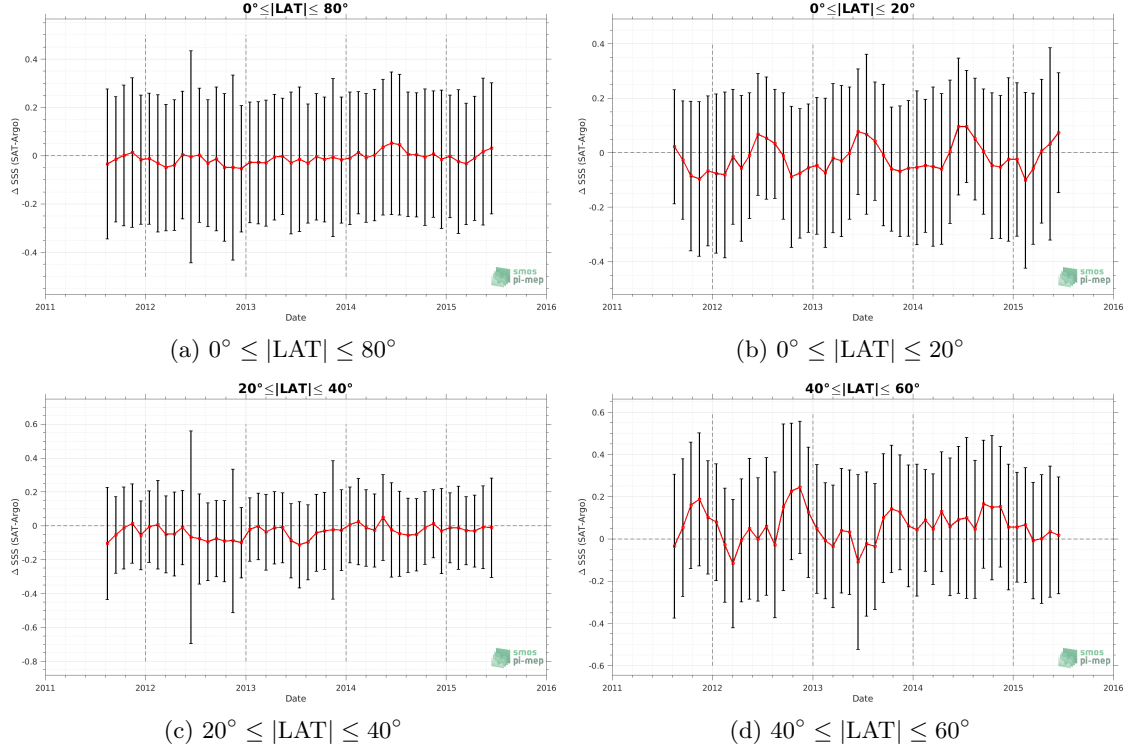 0°≤|LAT|≤ 80°
Δ SSS (SAT-Argo)
0.4
0.2
0
-0.2
-0.4
2011 2012 2013 2014 2015 2016
Date
smos
pi-mep
(a) 0° ≤ |LAT| ≤ 80°
0°≤|LAT|≤ 20°
Δ SSS (SAT-Argo)
0.4
0.2
0
-0.2
-0.4
2011 2012 2013 2014 2015 2016
Date
smos
pi-mep
(b) 0° ≤ |LAT| ≤ 20°
20°≤|LAT|≤ 40°
Δ SSS (SAT-Argo)
0.6
0.4
0.2
0
-0.2
-0.4
-0.6
-0.8
2011 2012 2013 2014 2015 2016
Date
smos
pi-mep
(c) 20° ≤ |LAT| ≤ 40°
40°≤|LAT|≤ 60°
Δ SSS (SAT-Argo)
0.6
0.4
0.2
0
-0.2
-0.4
-0.6
2011 2012 2013 2014 2015 2016
Date
smos
pi-mep
(d) 40° ≤ |LAT| ≤ 60°